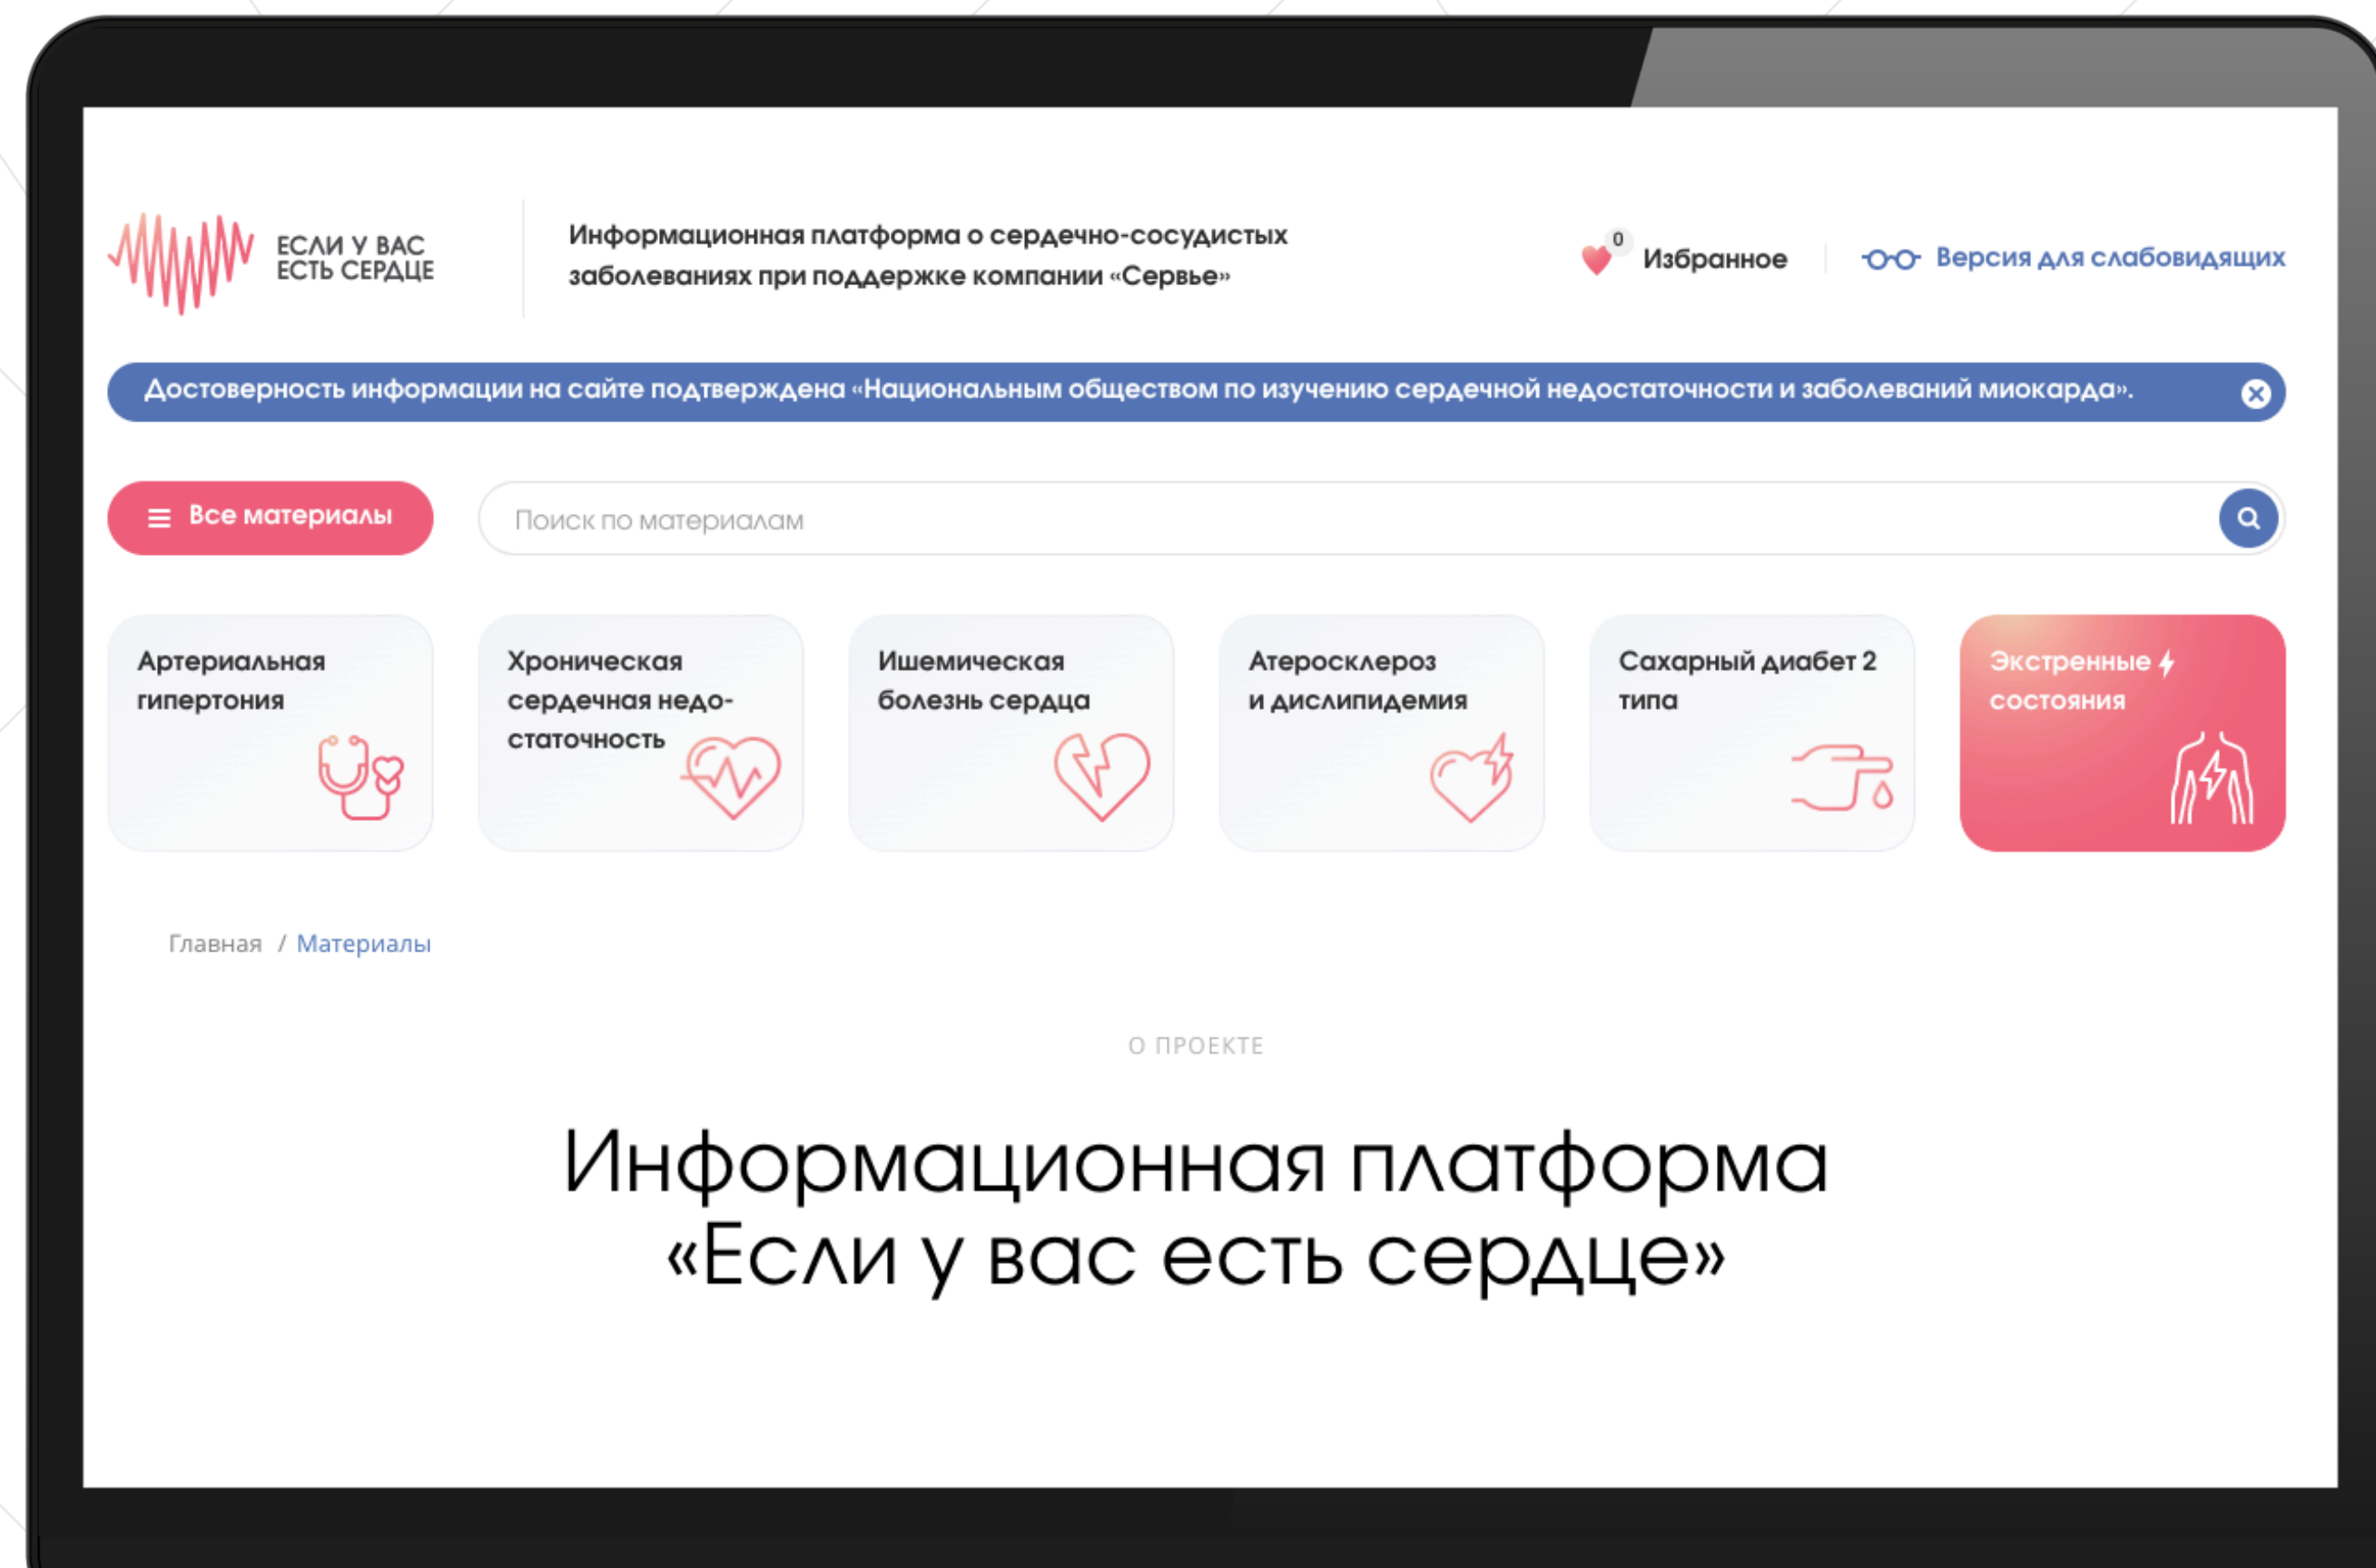 ЕСЛИ У ВАС
ЕСТЬ СЕРДЦЕ
Информационная платформа о сердечно-сосудистых
заболеваниях при поддержке компании «Сервье»
0
Избранное
Версия для слабовидящих
Достоверность информации на сайте подтверждена «Национальным обществом по изучению сердечной недостаточности и заболеваний миокарда».
Все материалы
Поиск по материалам
Артериальная
гипертония
Хроническая
сердечная недо-
статочность
Ишемическая
болезнь сердца
Атеросклероз
и дислипидемия
Сахарный диабет 2
типа
Экстренные
состояния
Главная / Материалы
О ПРОЕКТЕ
Информационная платформа
«Если у вас есть сердце»